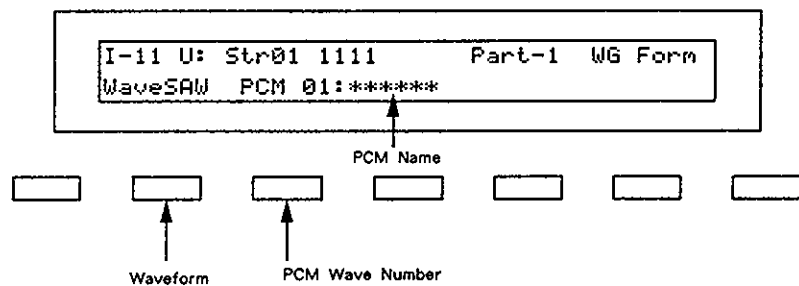 I-11 U: Str01 1111 Part-1 WG Form
WaveSAW PCM 01:******
PCM Name
Waveform PCM Wave Number